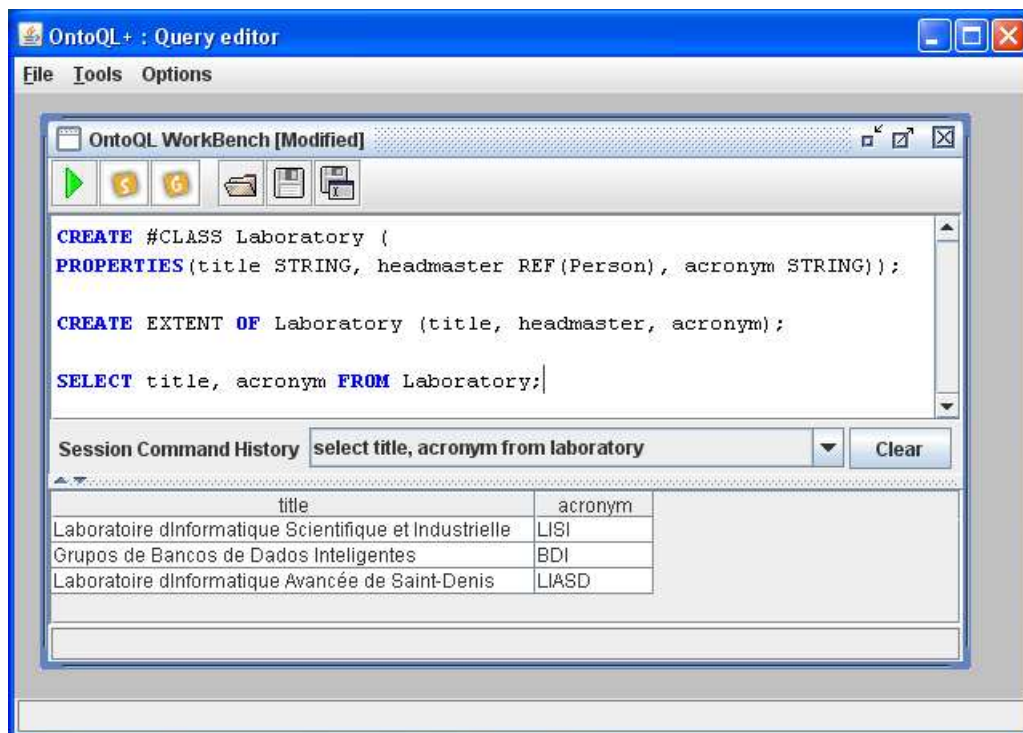 OntoQL+ : Query editor
File Tools Options
OntoQL WorkBench [Modified]
S G
CREATE #CLASS Laboratory (
PROPERTIES(title STRING, headmaster REF(Person), acronym STRING));
CREATE EXTENT OF Laboratory (title, headmaster, acronym);
SELECT title, acronym FROM Laboratory;
Session Command History select title, acronym from laboratory Clear
title acronym
Laboratoire dInformatique Scientifique et Industrielle LISI
Grupos de Bancos de Dados Inteligentes BDI
Laboratoire dInformatique Avancée de Saint-Denis LIASD